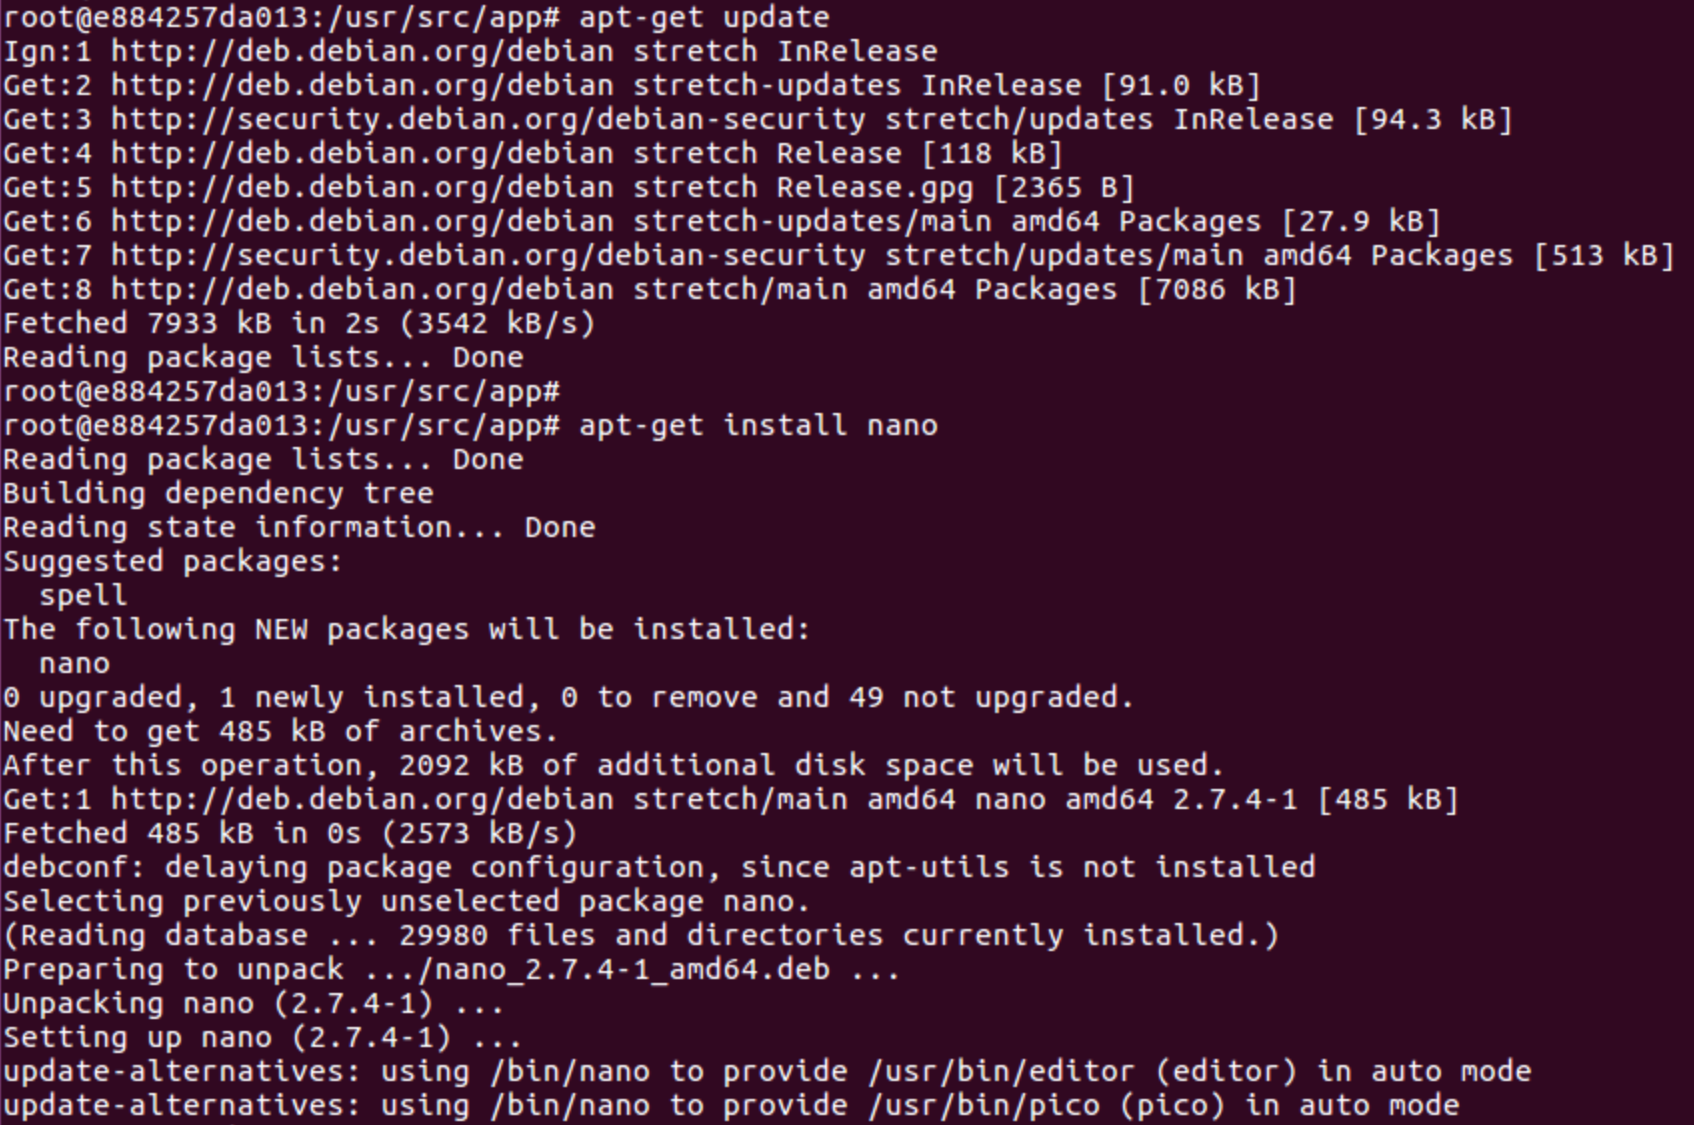 root@e884257da013:/usr/src/app# apt-get update
Ign:1 http://deb.debian.org/debian stretch InRelease
Get:2 http://deb.debian.org/debian stretch-updates InRelease [91.0 kB]
Get:3 http://security.debian.org/debian-security stretch/updates InRelease [94.3 kB]
Get:4 http://deb.debian.org/debian stretch Release [118 kB]
Get:5 http://deb.debian.org/debian stretch Release.gpg [2365 B]
Get:6 http://deb.debian.org/debian stretch-updates/main amd64 Packages [27.9 kB]
Get:7 http://security.debian.org/debian-security stretch/updates/main amd64 Packages [513 kB]
Get:8 http://deb.debian.org/debian stretch/main amd64 Packages [7086 kB]
Fetched 7933 kB in 2s (3542 kB/s)
Reading package lists... Done
root@e884257da013:/usr/src/app#
root@e884257da013:/usr/src/app# apt-get install nano
Reading package lists... Done
Building dependency tree
Reading state information... Done
Suggested packages:
  spell
The following NEW packages will be installed:
  nano
0 upgraded, 1 newly installed, 0 to remove and 49 not upgraded.
Need to get 485 kB of archives.
After this operation, 2092 kB of additional disk space will be used.
Get:1 http://deb.debian.org/debian stretch/main amd64 nano amd64 2.7.4-1 [485 kB]
Fetched 485 kB in 0s (2573 kB/s)
debconf: delaying package configuration, since apt-utils is not installed
Selecting previously unselected package nano.
(Reading database ... 29980 files and directories currently installed.)
Preparing to unpack .../nano_2.7.4-1_amd64.deb ...
Unpacking nano (2.7.4-1) ...
Setting up nano (2.7.4-1) ...
update-alternatives: using /bin/nano to provide /usr/bin/editor (editor) in auto mode
update-alternatives: using /bin/nano to provide /usr/bin/pico (pico) in auto mode